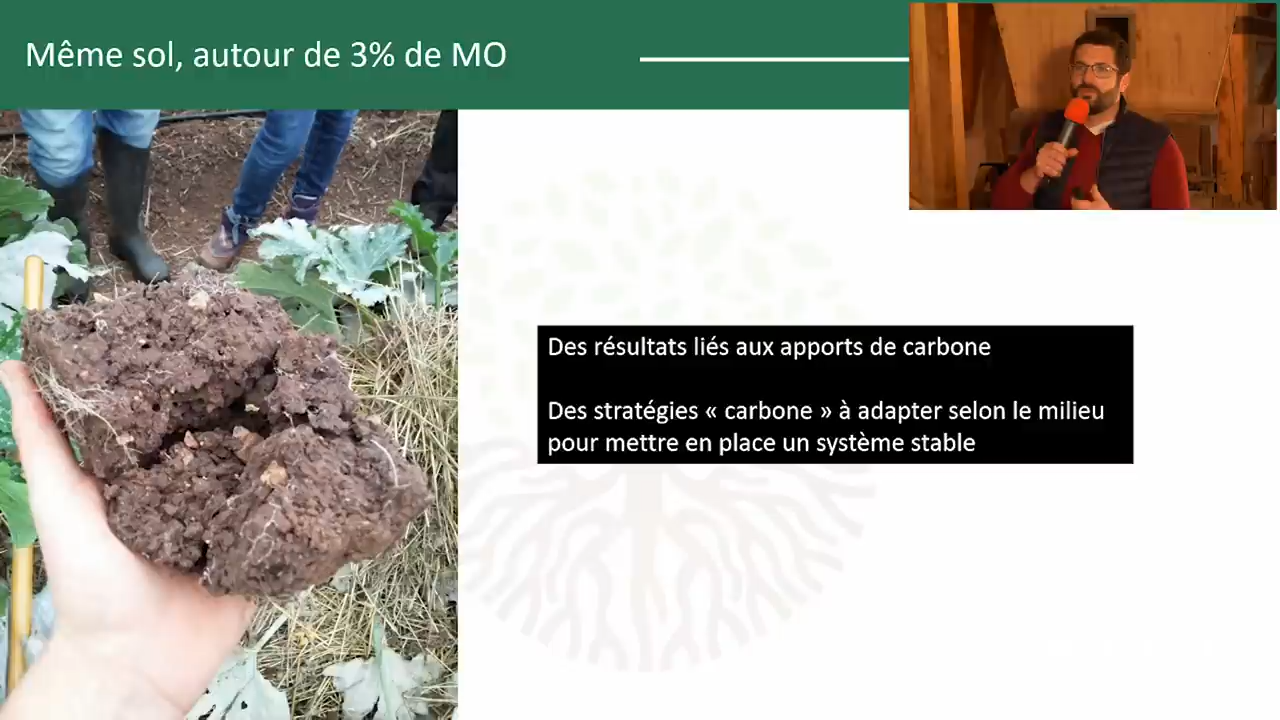 Même sol, autour de 3% de MO
Des résultats liés aux apports de carbone
Des stratégies « carbone » à adapter selon le milieu
pour mettre en place un système stable